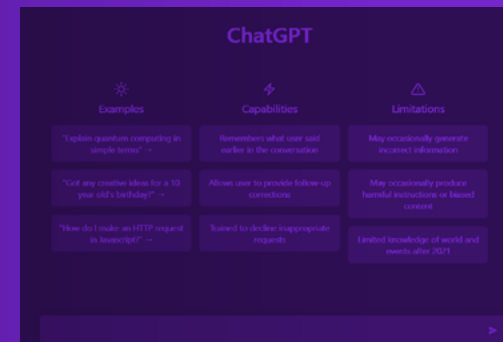 ChatGPT
Examples
"Explain quantum computing in
simple terms" →
"Got any creative ideas for a 10
year old's birthday?" →
"How do I make an HTTP request
in Javascript?" →
Capabilities
Remembers what user said
earlier in the conversation
Allows user to provide follow-up
corrections
Trained to decline inappropriate
requests
Limitations
May occasionally generate
incorrect information
May occasionally produce
harmful instructions or biased
content
Limited knowledge of world and
events after 2021